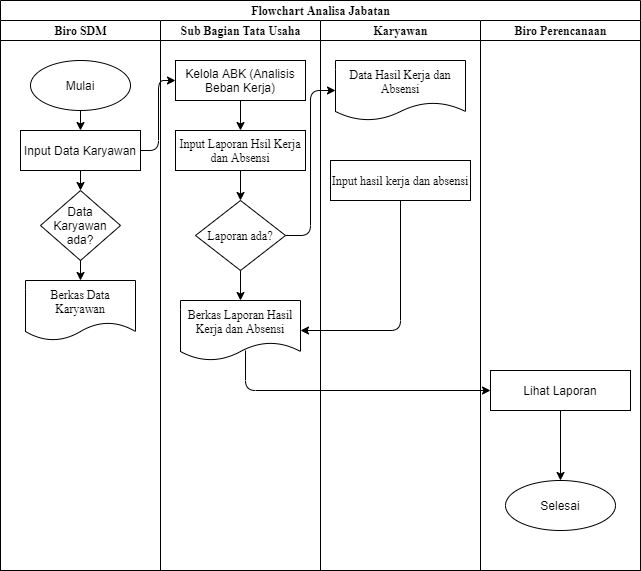 Flowchart Analisa Jabatan
Biro SDM
Sub Bagian Tata Usaha
Karyawan
Biro Perencanaan
Mulai
Input Data Karyawan
Data
Karyawan
ada?
Berkas Data
Karyawan
Kelola ABK (Analisis
Beban Kerja)
Input Laporan Hsil Kerja
dan Absensi
Laporan ada?
Berkas Laporan Hasil
Kerja dan Absensi
Data Hasil Kerja dan
Absensi
Input hasil kerja dan absensi
Lihat Laporan
Selesai